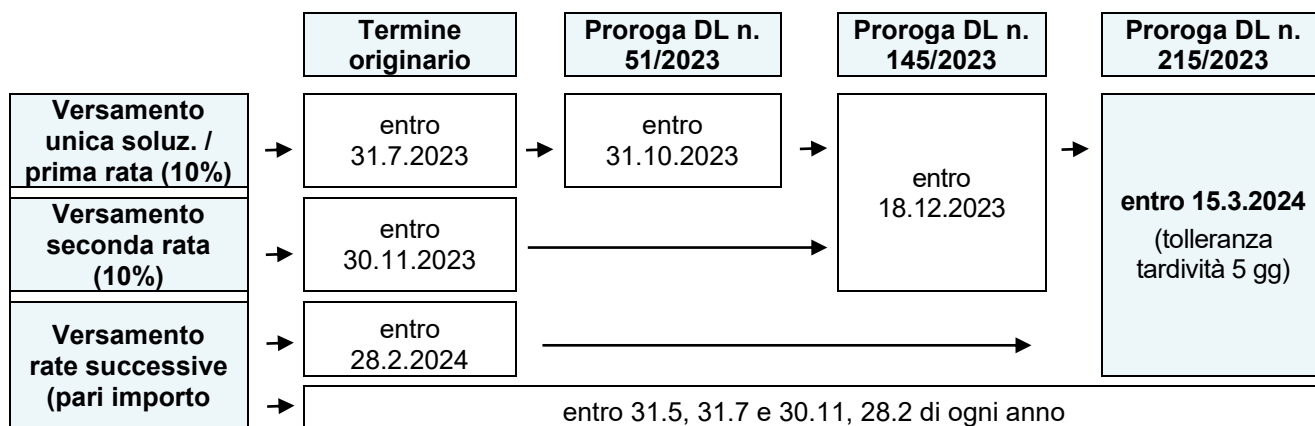 Termine
originario
Proroga DL n.
51/2023
Proroga DL n.
145/2023
Proroga DL n.
215/2023
Versamento
unica soluz. /
prima rata (10%)
entro
31.7.2023
entro
31.10.2023
entro
18.12.2023
entro 15.3.2024
(tolleranza
tardività 5 gg)
Versamento
seconda rata
(10%)
entro
30.11.2023
Versamento
rate successive
(pari importo
entro
28.2.2024
entro 31.5, 31.7 e 30.11, 28.2 di ogni anno